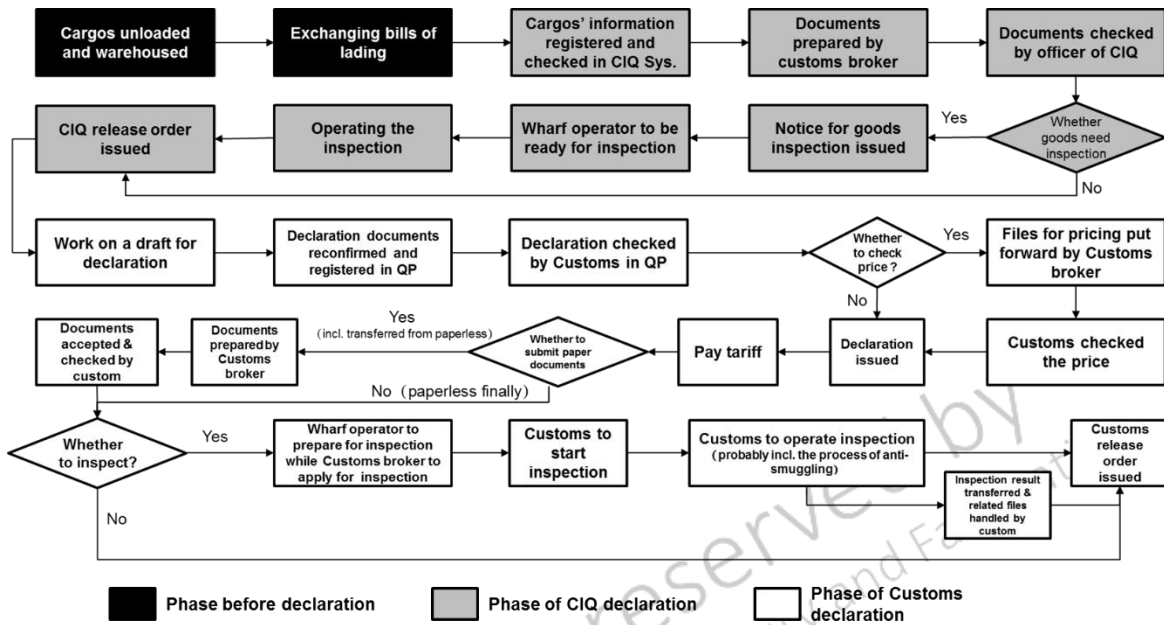 Cargos unloaded
and warehoused
Exchanging bills of
lading
Cargos' information
registered and
checked in CIQ Sys.
Documents
prepared by
customs broker
Documents checked
by officer of CIQ
CIQ release order
issued
Operating the
inspection
Wharf operator to be
ready for inspection
Notice for goods
inspection issued
Yes
Whether
goods need
inspection
No
Work on a draft for
declaration
Declaration documents
reconfirmed and
registered in QP
Declaration checked
by Customs in QP
Whether
to check
price ?
Yes
Files for pricing put
forward by Customs
broker
No
Documents
accepted &
checked by
custom
Documents
prepared by
Customs
broker
Yes
(incl. transferred from paperless)
Whether to
submit paper
documents
Pay tariff
Declaration
issued
Customs checked
the price
No (paperless finally)
Whether
to inspect?
Yes
Wharf operator to
prepare for inspection
while Customs broker to
apply for inspection
Customs to
start
inspection
Customs to operate inspection
(probably incl. the process of anti-
smuggling)
Customs
release
order
issued
Inspection result
transferred &
related files
handled by
custom
No
reserved by
and Fa
Phase before declaration
Phase of CIQ declaration
Phase of Customs
declaration